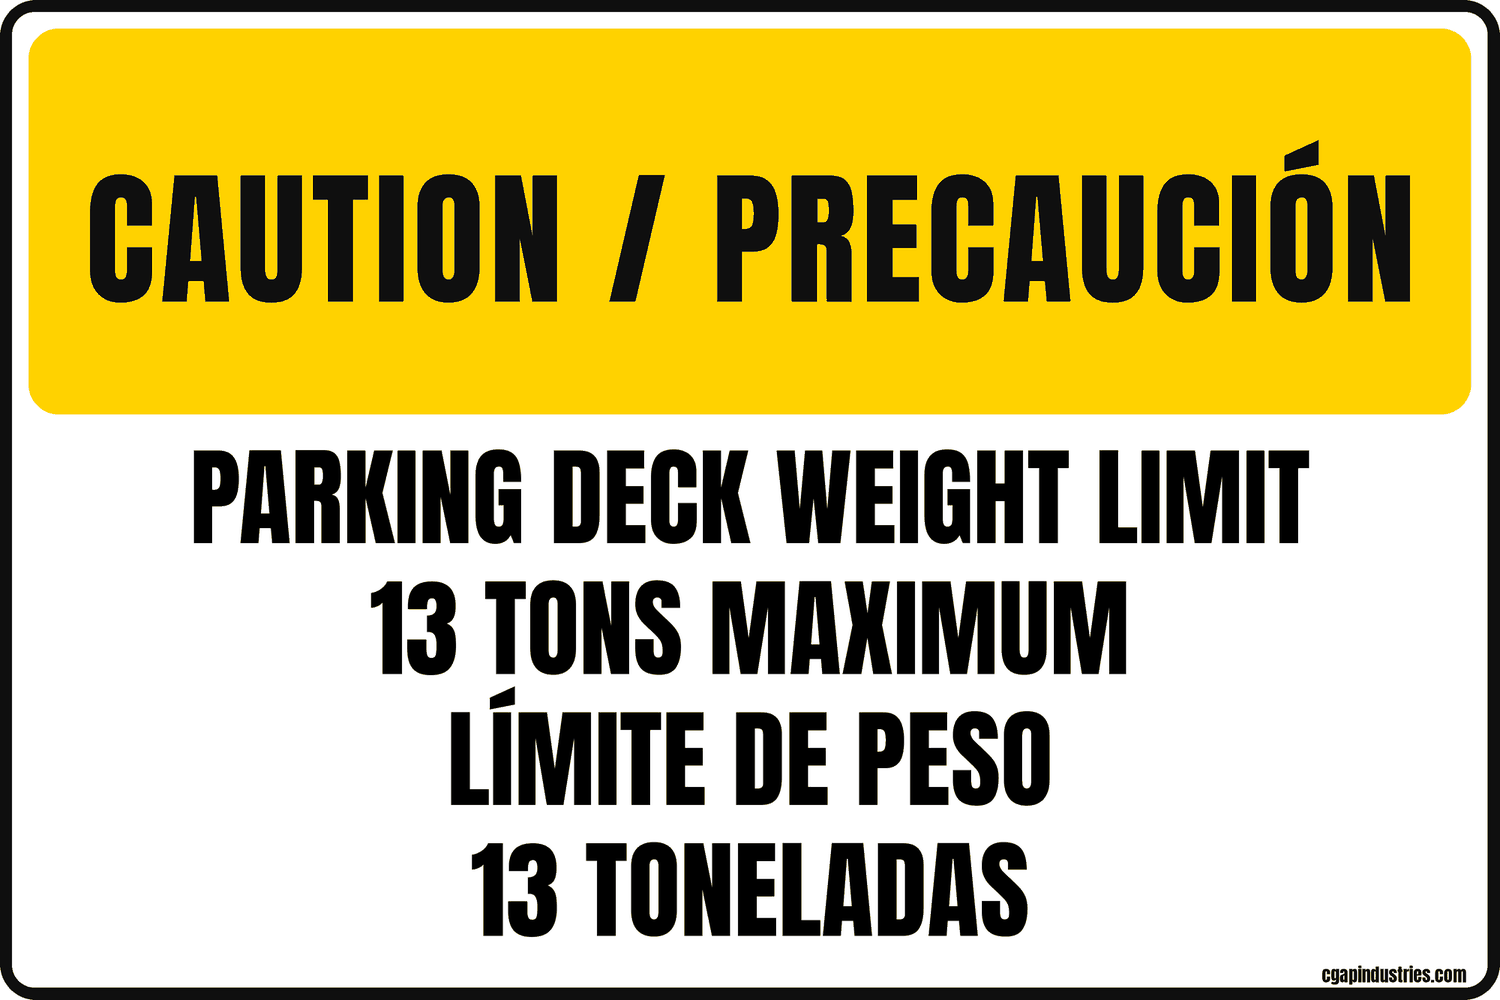 CAUTION / PRECAUCIÓN
PARKING DECK WEIGHT LIMIT
13 TONS MAXIMUM
LÍMITE DE PESO
13 TONELADAS
cgapindustries.com